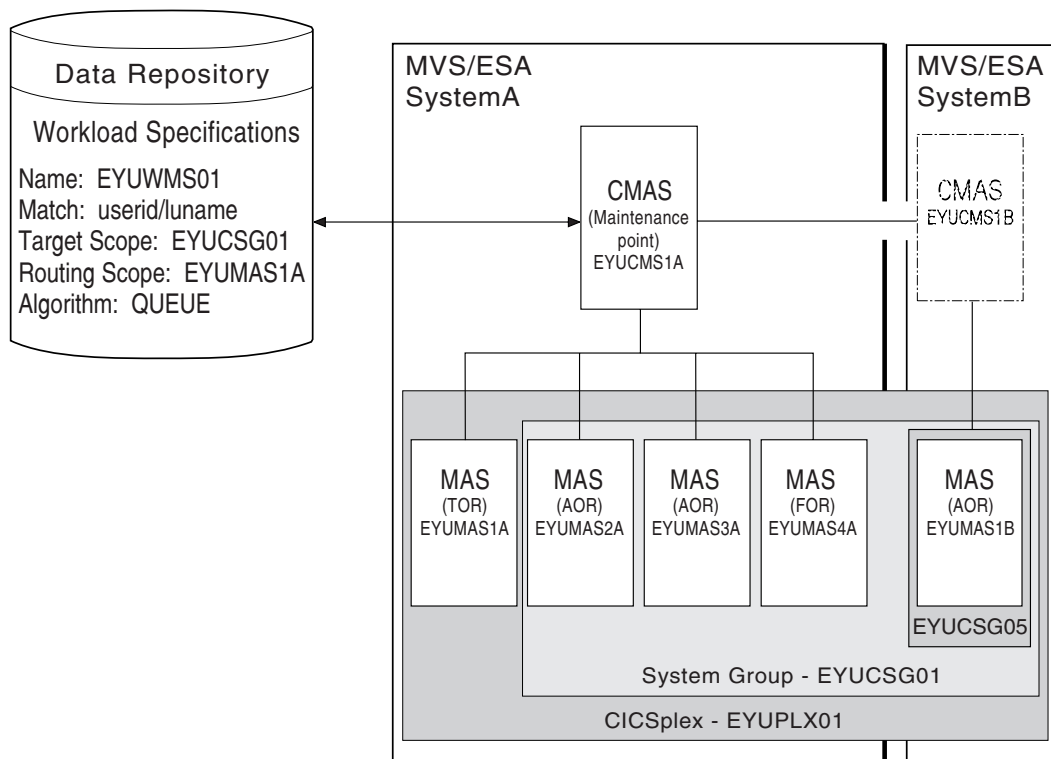 Data Repository
Workload Specifications
Name: EYUWMS01
Match: userid/luname
Target Scope: EYUCSG01
Routing Scope: EYUMAS1A
Algorithm: QUEUE
MVS/ESA
SystemA
MVS/ESA
SystemB
CMAS
(Maintenance
point)
EYUCMS1A
CMAS
EYUCMS1B
MAS
(TOR)
EYUMAS1A
MAS
(AOR)
EYUMAS2A
MAS
(AOR)
EYUMAS3A
MAS
(FOR)
EYUMAS4A
MAS
(AOR)
EYUMAS1B
EYUCSG05
System Group - EYUCSG01
CICSplex - EYUPLX01